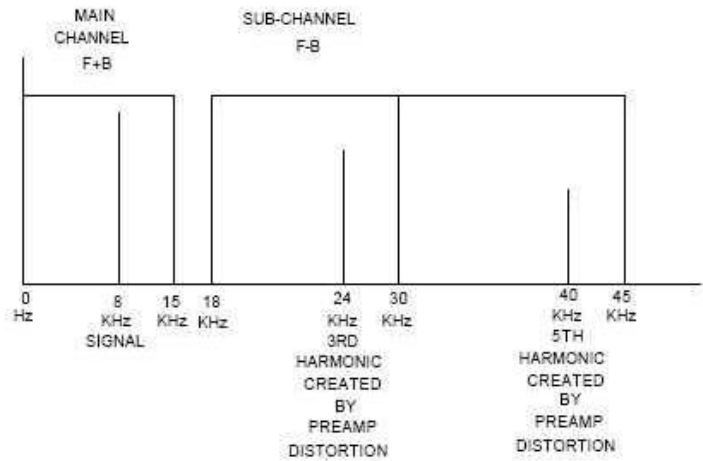 MAIN
CHANNEL
F+B
SUB-CHANNEL
F-B
0
Hz
8
KHz
SIGNAL
15
KHz
18
KHz
24
KHz
3RD
HARMONIC
CREATED
BY
PREAMP
DISTORTION
30
KHz
40
KHz
5TH
HARMONIC
CREATED
BY
PREAMP
DISTORTION
45
KHz